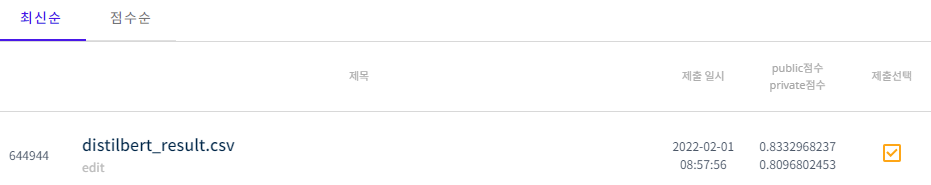 최신순 점수순
제목 제출 일시 public점수 private점수 제출선택
644944 distilbert_result.csv 2022-02-01 0.8332968237
edit 08:57:56 0.8096802453